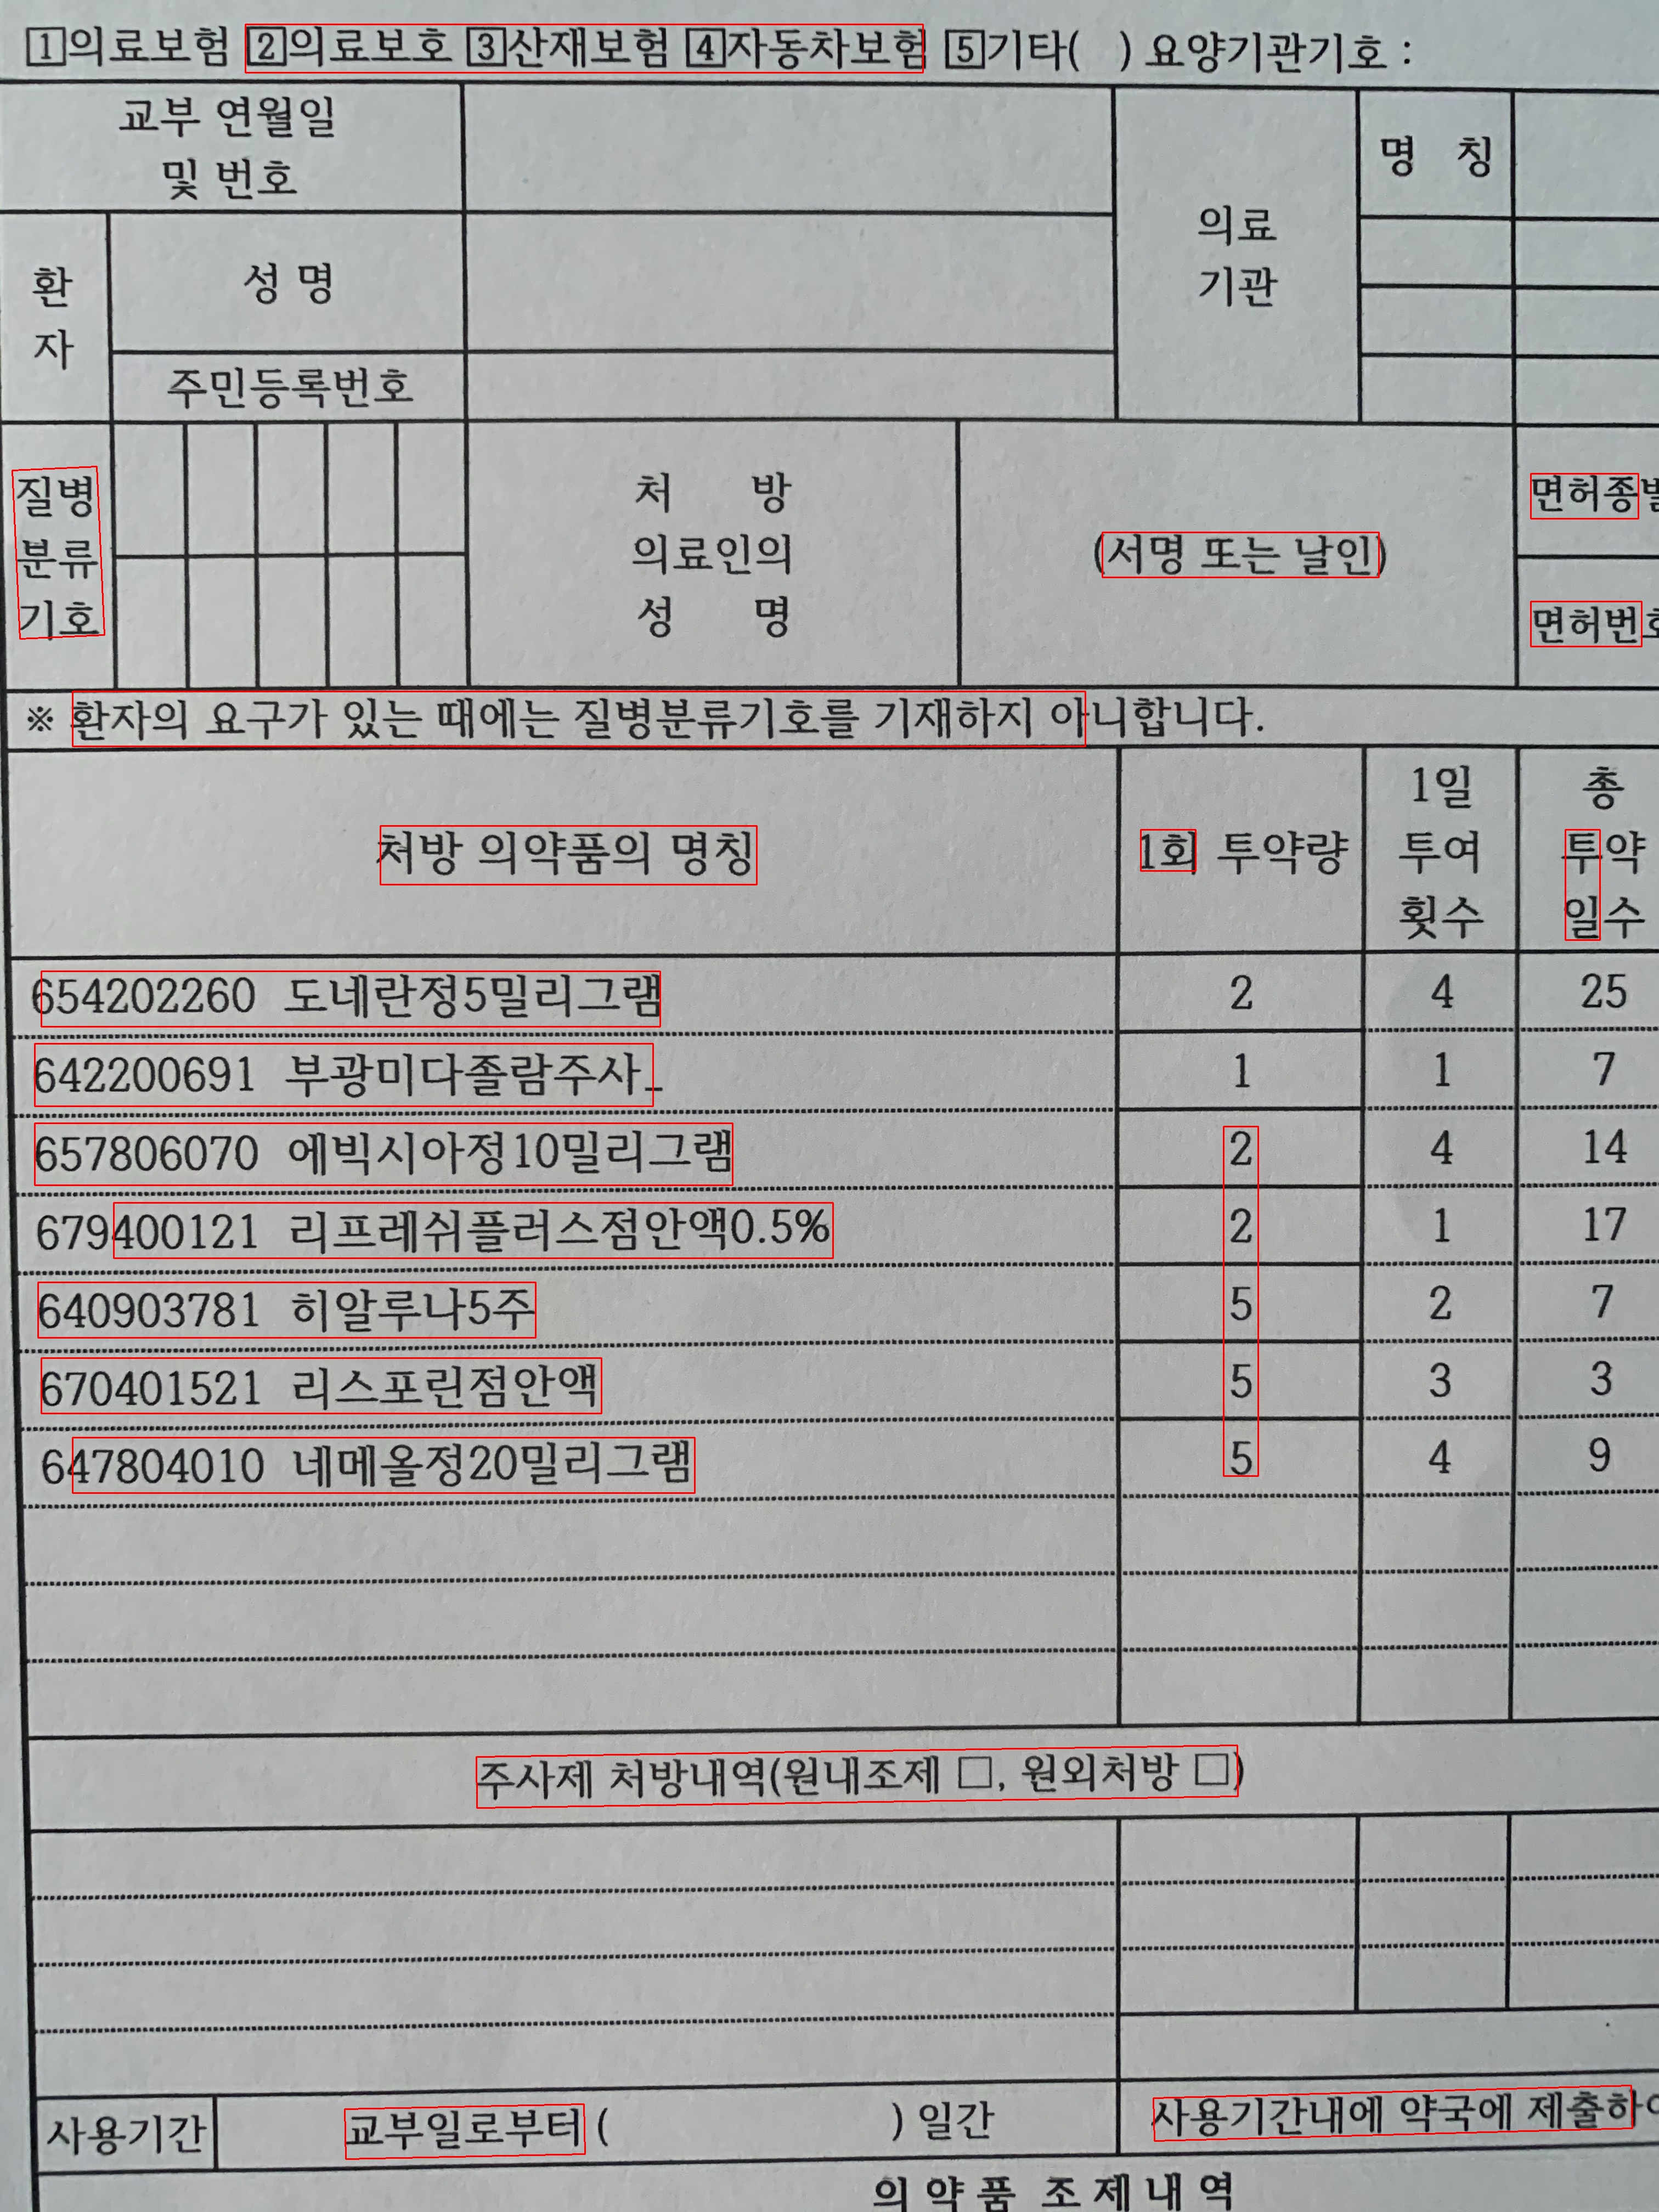 1 의료보험 2 의료보호 3 산재보험 4 자동차보험 5 기타(   ) 요양기관기호 :
교부 연월일
및 번호
의료
기관
명 칭
환
자
성 명
주민등록번호
질병
분류
기호
처 방
의료인의
성 명
(서명 또는 날인)
면허종별
면허번호
※ 환자의 요구가 있는 때에는 질병분류기호를 기재하지 아니합니다.
처방 의약품의 명칭
1회 투약량
1일
투여
횟수
총
투약
일수
654202260 도네란정5밀리그램 2 4 25
642200691 부광미다졸람주사_ 1 1 7
657806070 에빅시아정10밀리그램 2 4 14
679400121 리프레쉬플러스점안액0.5% 2 1 17
640903781 히알루나5주 5 2 7
670401521 리스포린점안액 5 3 3
647804010 네메올정20밀리그램 5 4 9
주사제 처방내역(원내조제 □, 원외처방 □)
사용기간 교부일로부터 (   ) 일간 사용기간내에 약국에 제출하
의 약 품 조 제 내 역